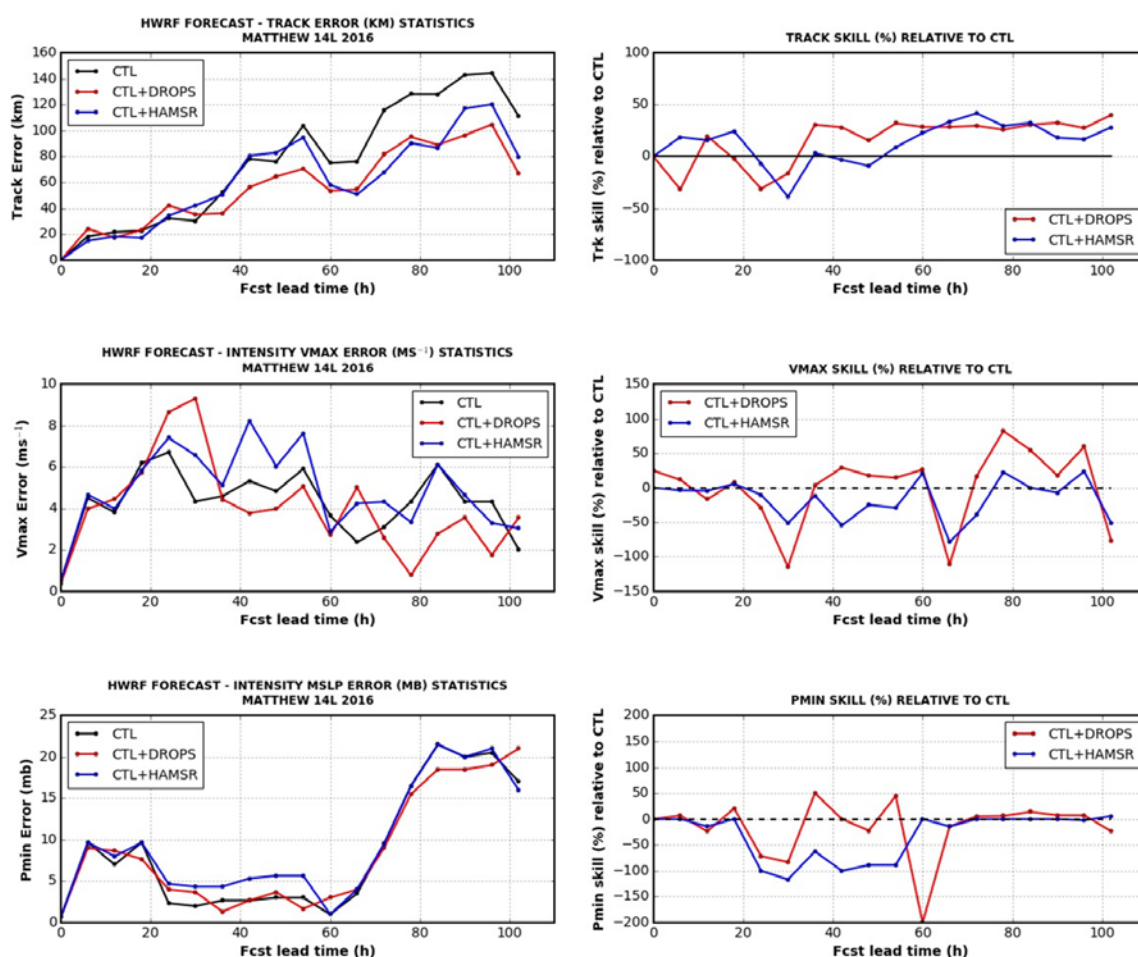 HWRF FORECAST - TRACK ERROR (KM) STATISTICS
MATTHEW 14L 2016
Track Error (km)
160
140
120
100
80
60
40
20
0
CTL
CTL+DROPS
CTL+HAMSR
0 20 40 60 80 100
Fcst lead time (h)
TRACK SKILL (%) RELATIVE TO CTL
Trk skill (%) relative to CTL
100
50
0
−50
−100
CTL+DROPS
CTL+HAMSR
0 20 40 60 80 100
Fcst lead time (h)
HWRF FORECAST - INTENSITY VMAX ERROR (MS⁻¹) STATISTICS
MATTHEW 14L 2016
Vmax Error (ms⁻¹)
10
8
6
4
2
0
CTL
CTL+DROPS
CTL+HAMSR
0 20 40 60 80 100
Fcst lead time (h)
VMAX SKILL (%) RELATIVE TO CTL
Vmax skill (%) relative to CTL
150
100
50
0
−50
−100
−150
CTL+DROPS
CTL+HAMSR
0 20 40 60 80 100
Fcst lead time (h)
HWRF FORECAST - INTENSITY MSLP ERROR (MB) STATISTICS
MATTHEW 14L 2016
Pmin Error (mb)
25
20
15
10
5
0
CTL
CTL+DROPS
CTL+HAMSR
0 20 40 60 80 100
Fcst lead time (h)
PMIN SKILL (%) RELATIVE TO CTL
Pmin skill (%) relative to CTL
200
150
100
50
0
−50
−100
−150
−200
CTL+DROPS
CTL+HAMSR
0 20 40 60 80 100
Fcst lead time (h)